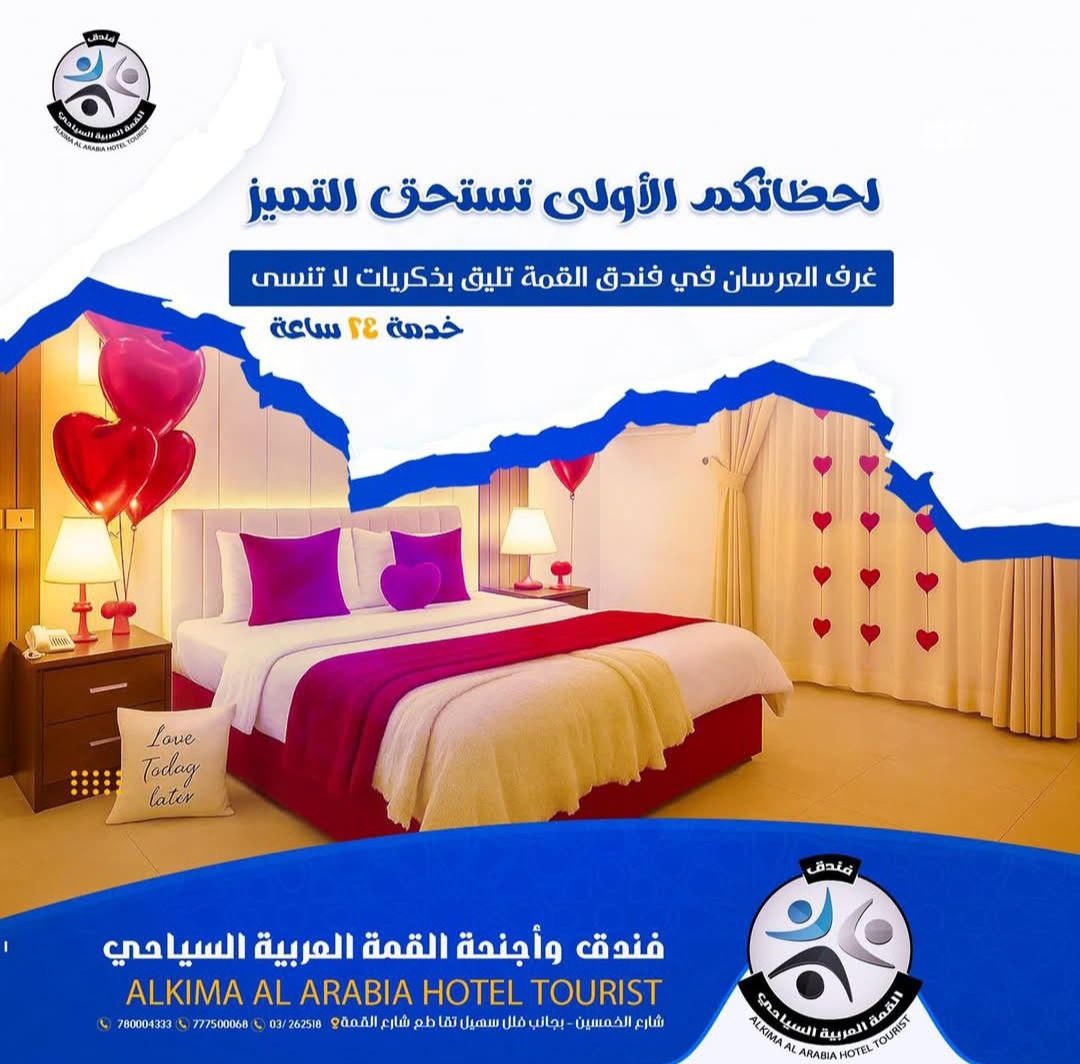 فندق
القمة العربية السياحي
ALKIMA AL ARABIA HOTEL TOURIST
لحظاتكم الأولى تستحق التميز
غرف العرسان في فندق القمة تليق بذكريات لا تنسى
خدمة ٢٤ ساعة
Love
Today
later
فندق وأجنحة القمة العربية السياحي
ALKIMA AL ARABIA HOTEL TOURIST
شارع الخمسين - بجانب فلل سهيل تقاطع شارع القمة 03/ 262518 777500068 780004333
فندق
القمة العربية السياحي
ALKIMA AL ARABIA HOTEL TOURIST